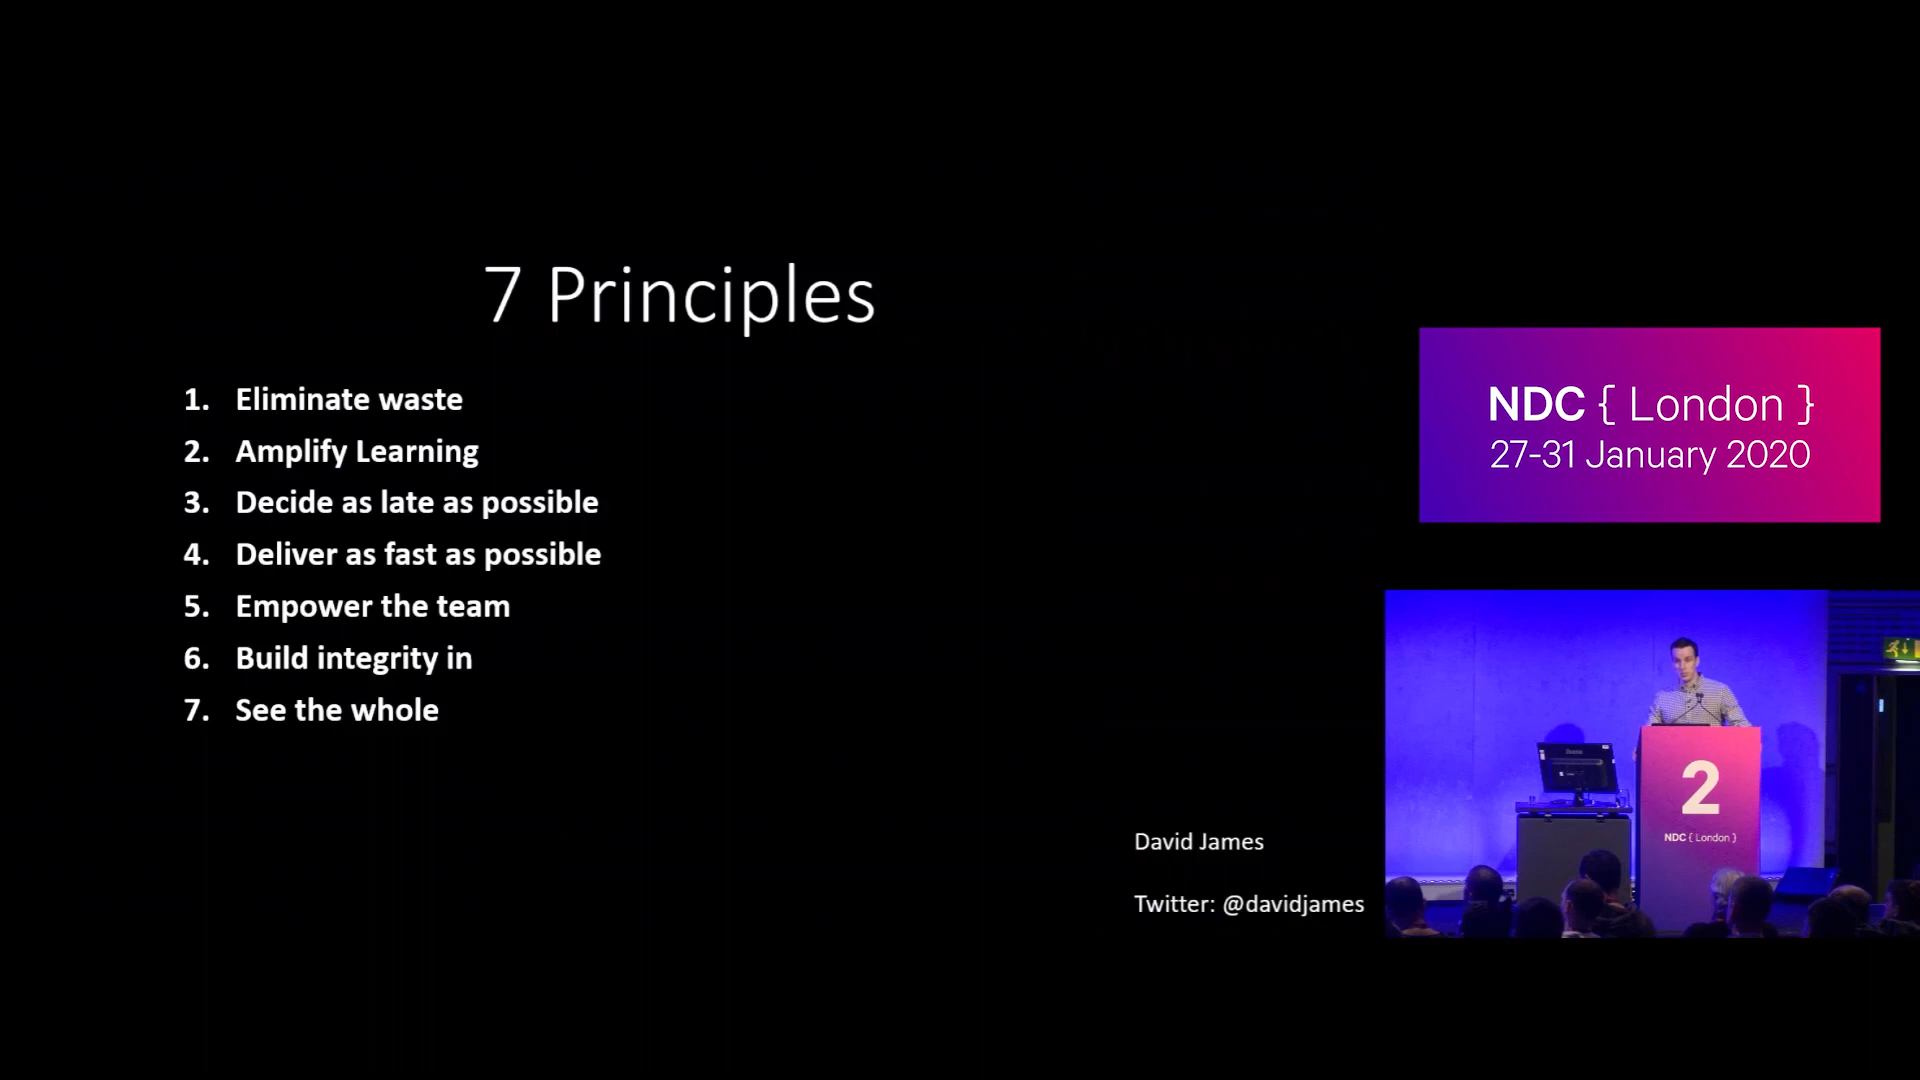 7 Principles
1. Eliminate waste
2. Amplify Learning
3. Decide as late as possible
4. Deliver as fast as possible
5. Empower the team
6. Build integrity in
7. See the whole
NDC { London }
27-31 January 2020
David James
Twitter: @davidjames
2
NDC { London }